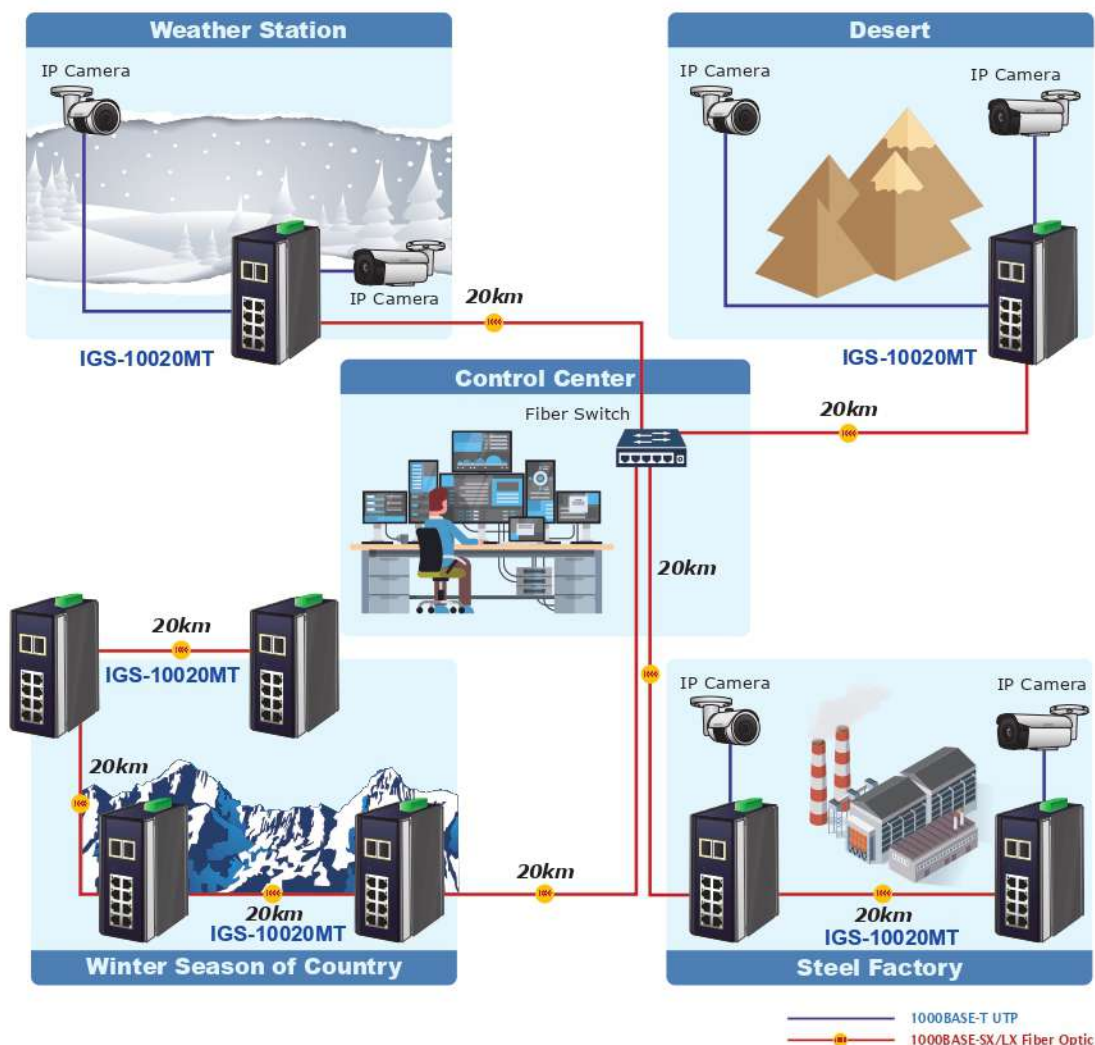 Weather Station
IP Camera
IP Camera
IGS-10020MT
20km
Desert
IP Camera
IP Camera
IGS-10020MT
20km
Control Center
Fiber Switch
20km
20km
IGS-10020MT
20km
20km
IGS-10020MT
20km
Winter Season of Country
IP Camera
IP Camera
20km
IGS-10020MT
Steel Factory
1000BASE-T UTP
1000BASE-SX/LX Fiber Optic